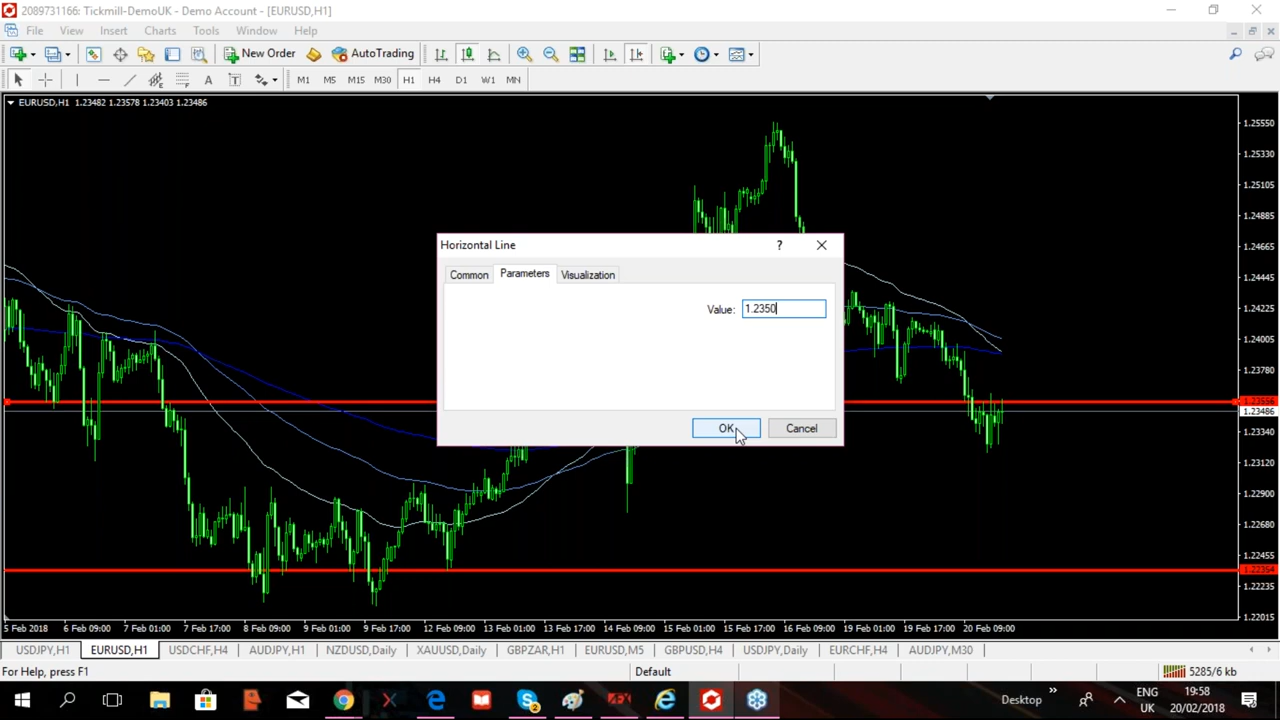 2089731166: Tickmill-DemoUK - Demo Account - [EURUSD,H1]
File View Insert Charts Tools Window Help
New Order AutoTrading
A T M1 M5 M15 M30 H1 H4 D1 W1 MN
EURUSD,H1 1.23482 1.23578 1.23403 1.23486
1.25550
1.25330
1.25105
1.24885
1.24665
1.24445
1.24225
1.24005
1.23780
1.23556
1.23486
1.23340
1.23120
1.22900
1.22680
1.22455
1.22354
1.22235
1.22015
Horizontal Line ?
Common Parameters Visualization
Value: 1.2350
OK Cancel
5 Feb 2018 6 Feb 09:00 7 Feb 01:00 7 Feb 17:00 8 Feb 09:00 9 Feb 01:00 9 Feb 17:00 12 Feb 09:00 13 Feb 01:00 13 Feb 17:00 14 Feb 09:00 15 Feb 01:00 15 Feb 17:00 16 Feb 09:00 19 Feb 01:00 19 Feb 17:00 20 Feb 09:00
USDJPY,H1 EURUSD,H1 USDCHF,H4 AUDJPY,H1 NZDUSD,Daily XAUUSD,Daily GBPZAR,H1 EURUSD,M5 GBPUSD,H4 USDJPY,Daily EURCHF,H4 AUDJPY,M30
For Help, press F1 Default 5285/6 kb
Desktop ENG 19:58
UK 20/02/2018